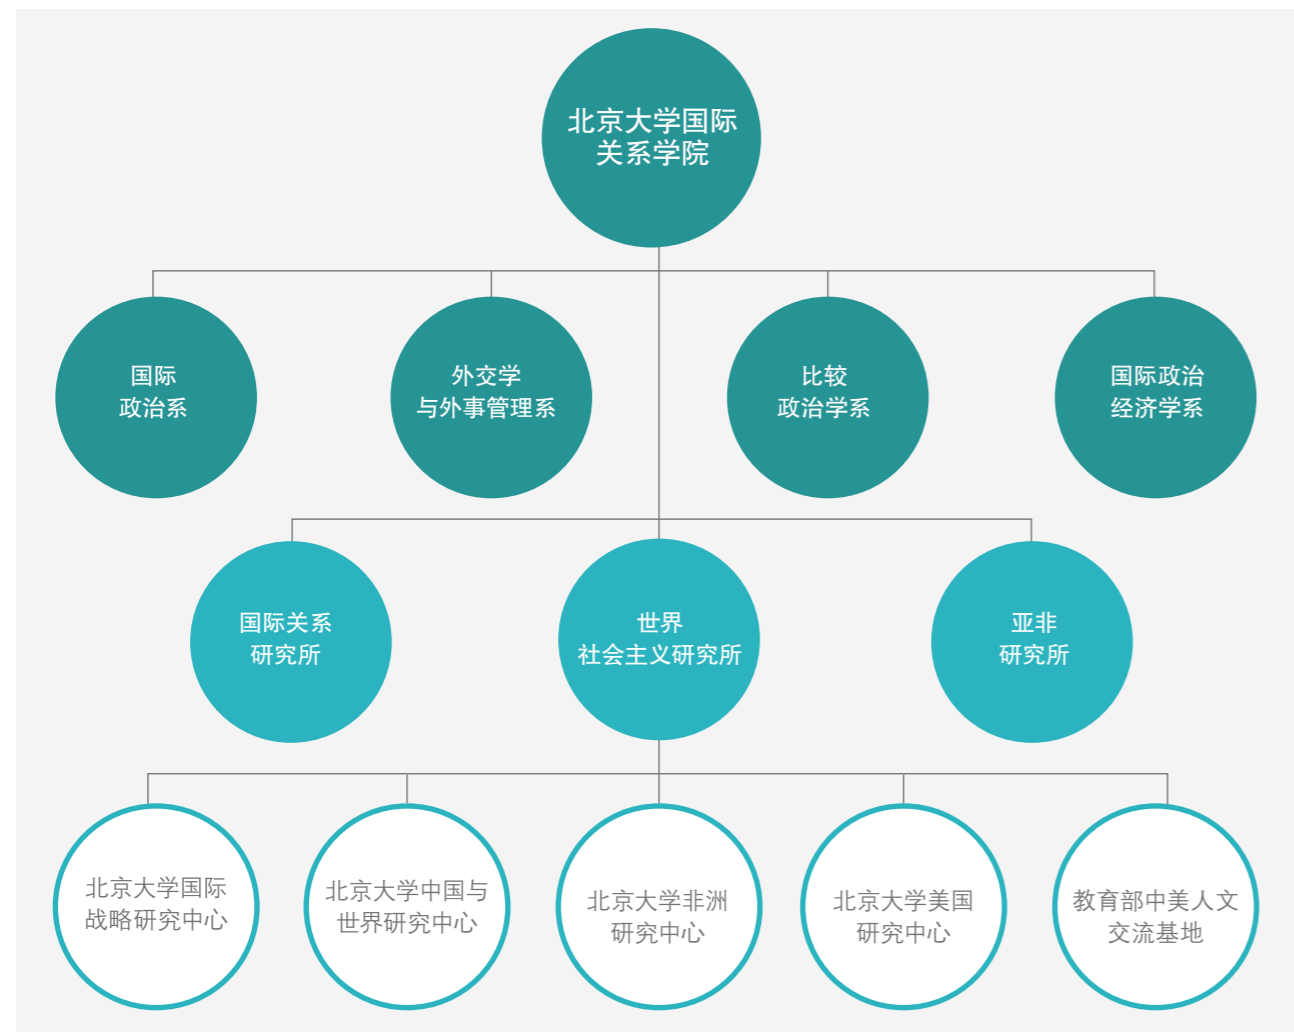 北京大学国际
关系学院
国际
政治系
外交学
与外事管理系
比较
政治学系
国际政治
经济学系
国际关系
研究所
世界
社会主义研究所
亚非
研究所
北京大学国际
战略研究中心
北京大学中国与
世界研究中心
北京大学非洲
研究中心
北京大学美国
研究中心
教育部中美人文
交流基地